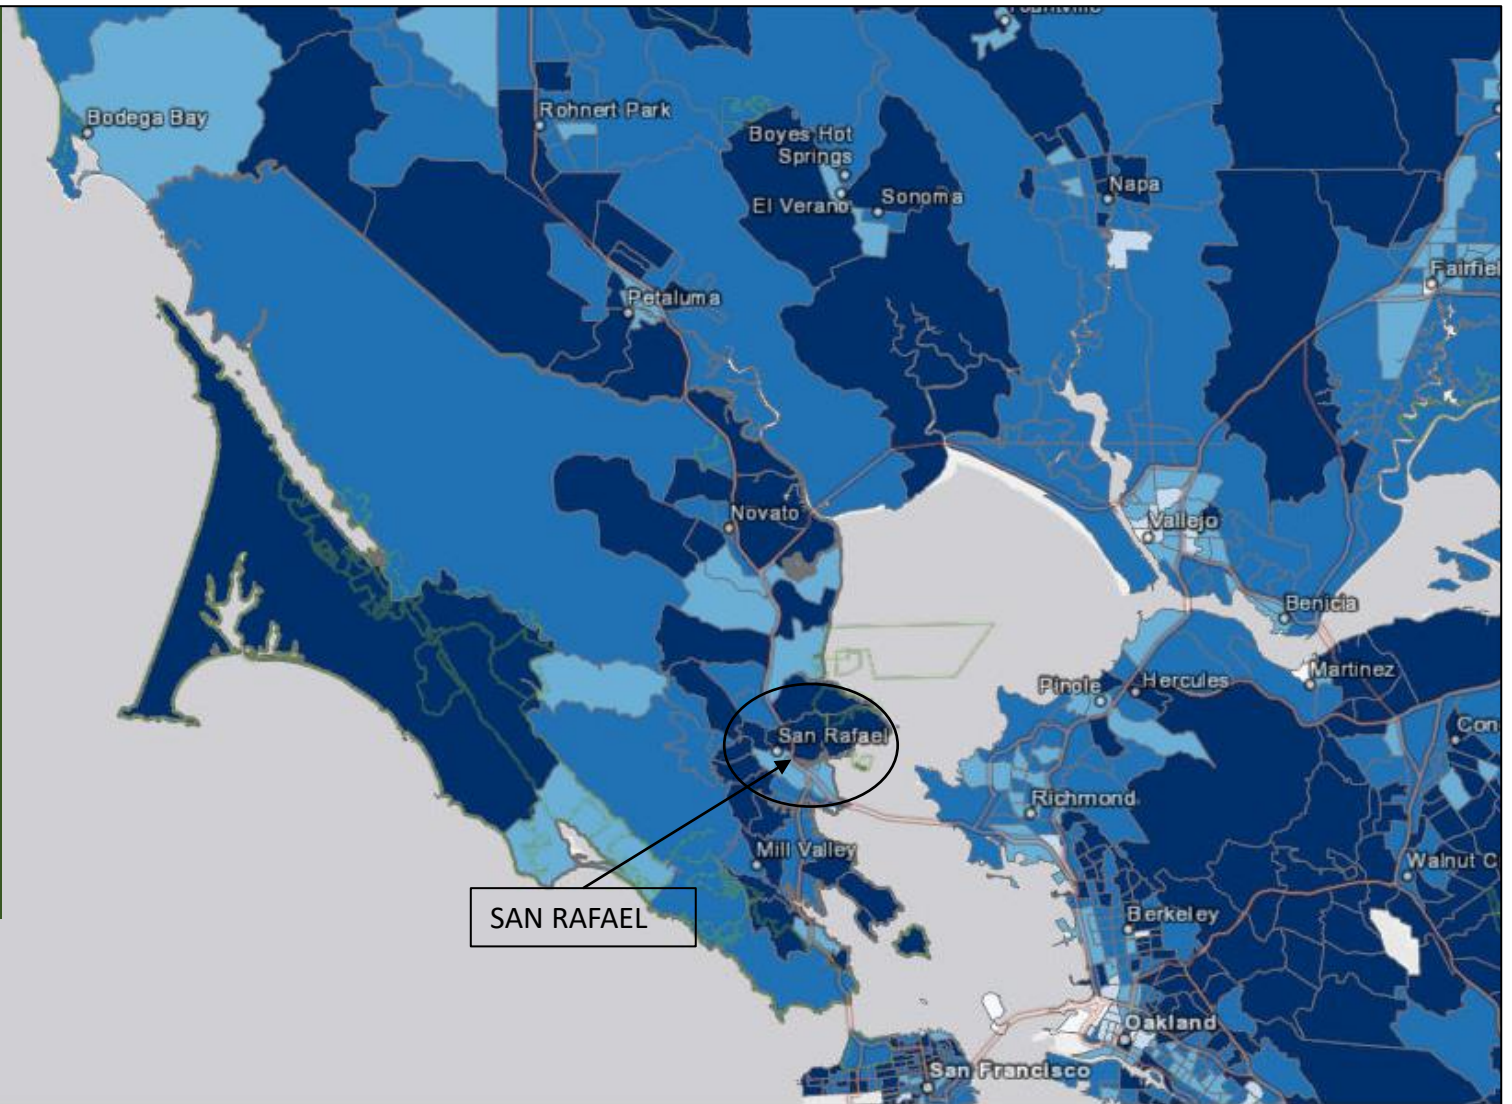 Bodega Bay
Rohnert Park
Boyes Hot
Springs
El Verano
Sonoma
Napa
Petaluma
Novato
Vallejo
Benicia
Martinez
Pinole
Hercules
San Rafael
Richmond
Mill Valley
Walnut C
SAN RAFAEL
Berkeley
Oakland
San Francisco
Fairfie
Con